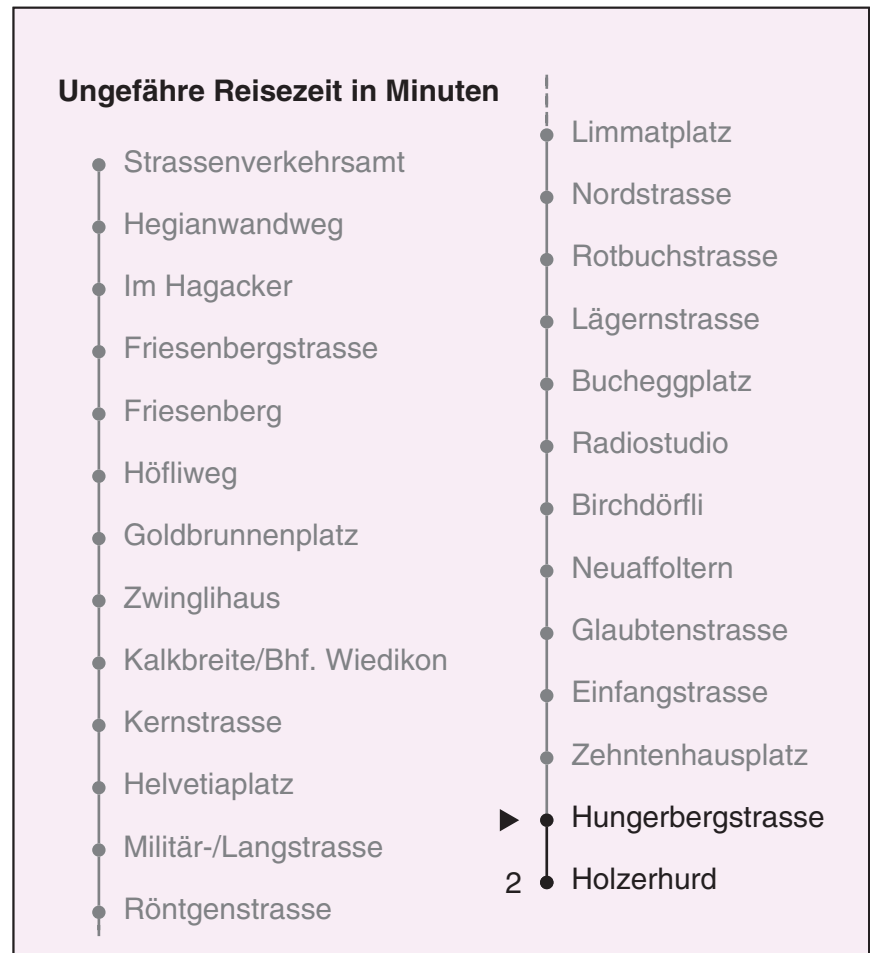 Ungefähre Reisezeit in Minuten
Strassenverkehrsamt
Hegianwandweg
Im Hagacker
Friesenbergstrasse
Friesenberg
Höfliweg
Goldbrunnenplatz
Zwinglihaus
Kalkbreite/Bhf. Wiedikon
Kernstrasse
Helvetiaplatz
Militär-/Langstrasse
Röntgenstrasse
Limmatplatz
Nordstrasse
Rotbuchstrasse
Lägernstrasse
Bucheggplatz
Radiostudio
Birchdörfli
Neuaffoltern
Glaubtenstrasse
Einfangstrasse
Zehntenhausplatz
Hungerbergstrasse
2 Holzerhurd